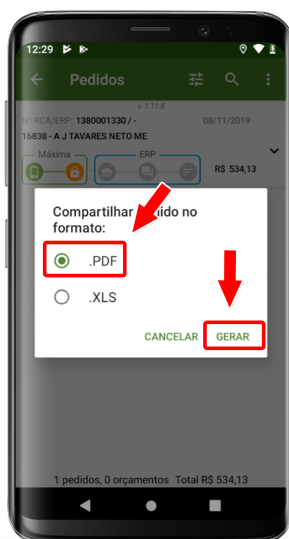 12:29
Pedidos
v 1.11.8
Nº RCA/ERP: 1380001330 / -
08/11/2019
16838 - A J TAVARES NETO ME
Máxima
ERP
R$ 534,13
Compartilhar pedido no
formato:
.PDF
.XLS
CANCELAR GERAR
1 pedidos, 0 orçamentos Total R$ 534,13